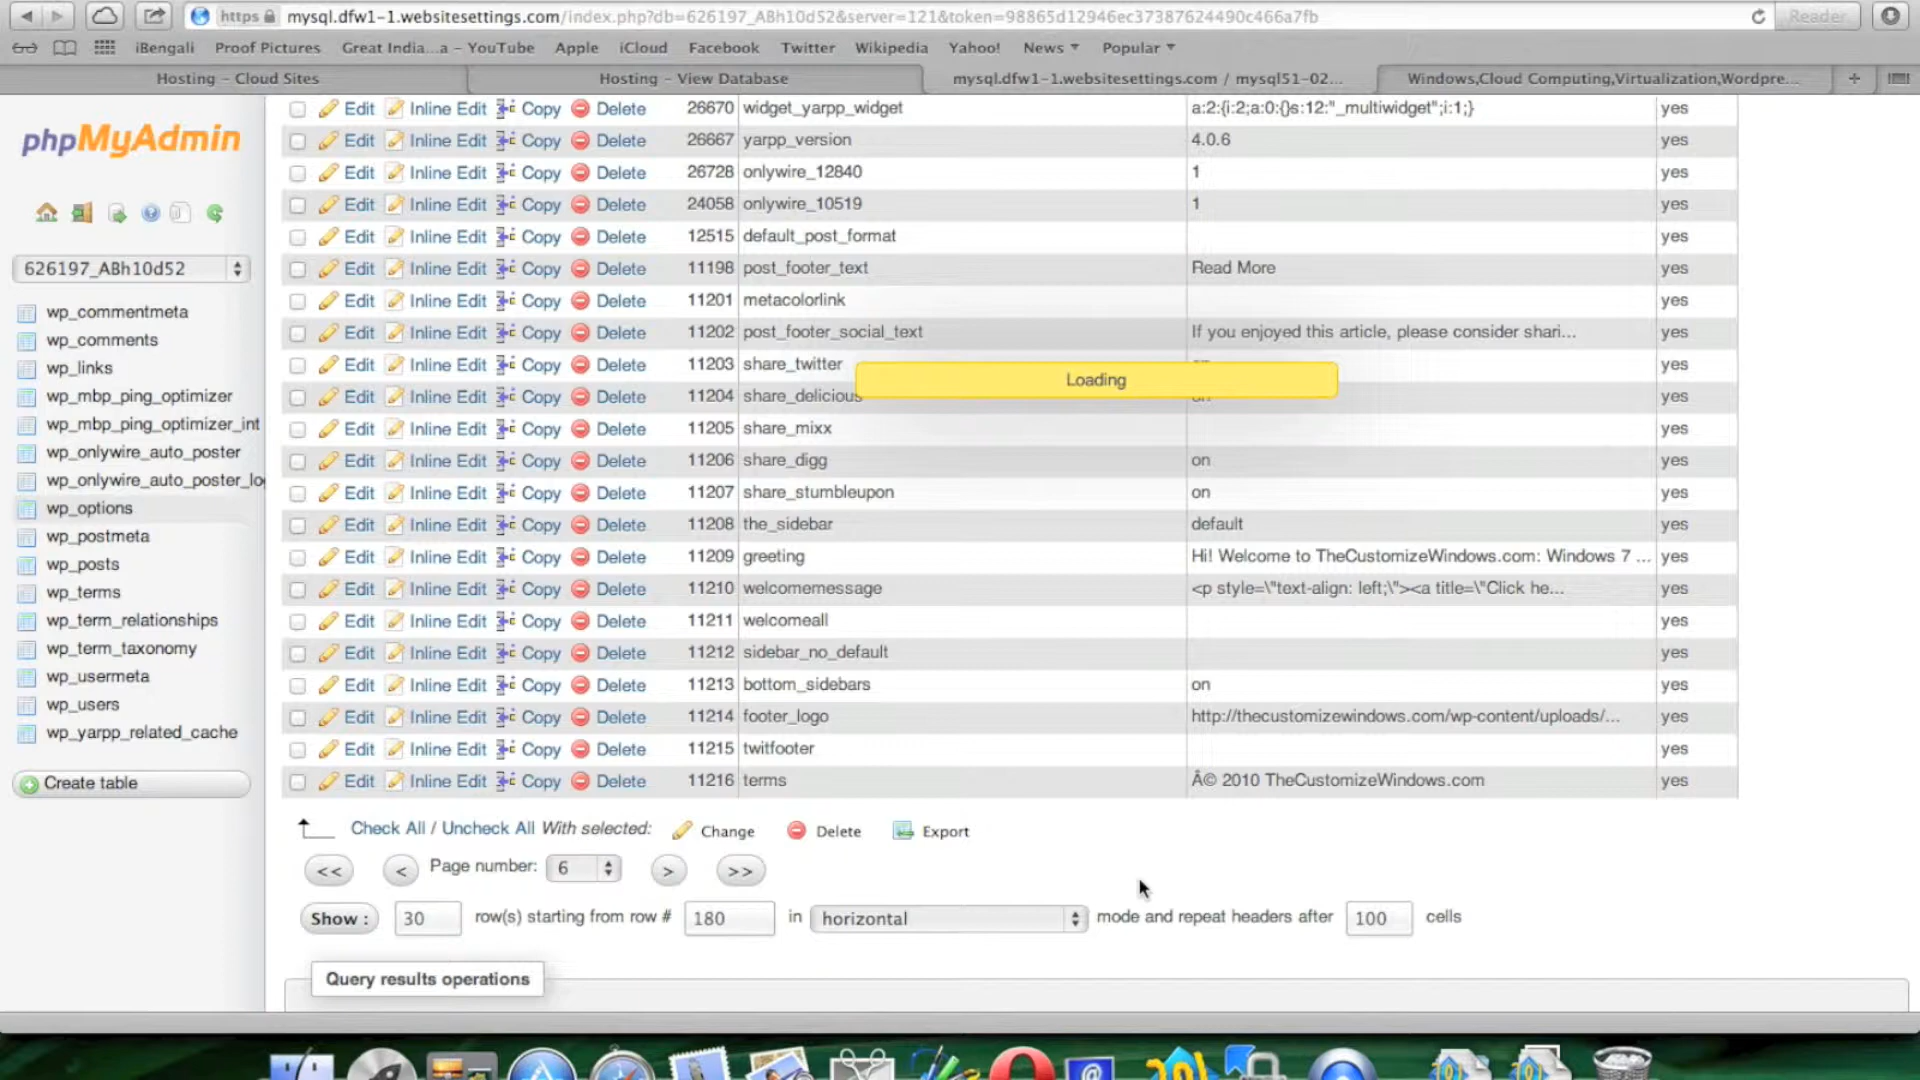 https mysql.dfw1-1.websitesettings.com/index.php?db=626197_ABh10d52&server=121&token=98865d12946ec37387624490c466a7fb Reader
iBengali Proof Pictures Great India...a – YouTube Apple iCloud Facebook Twitter Wikipedia Yahoo! News Popular
Hosting – Cloud Sites Hosting – View Database mysql.dfw1-1.websitesettings.com / mysql51-02... Windows,Cloud Computing,Virtualization,Wordpre...
phpMyAdmin
626197_ABh10d52
wp_commentmeta
wp_comments
wp_links
wp_mbp_ping_optimizer
wp_mbp_ping_optimizer_int
wp_onlywire_auto_poster
wp_onlywire_auto_poster_lo
wp_options
wp_postmeta
wp_posts
wp_terms
wp_term_relationships
wp_term_taxonomy
wp_usermeta
wp_users
wp_yarpp_related_cache
Create table
Edit Inline Edit Copy Delete 26670 widget_yarpp_widget a:2:{i:2;a:0:{}s:12:"_multiwidget";i:1;} yes
Edit Inline Edit Copy Delete 26667 yarpp_version 4.0.6 yes
Edit Inline Edit Copy Delete 26728 onlywire_12840 1 yes
Edit Inline Edit Copy Delete 24058 onlywire_10519 1 yes
Edit Inline Edit Copy Delete 12515 default_post_format yes
Edit Inline Edit Copy Delete 11198 post_footer_text Read More yes
Edit Inline Edit Copy Delete 11201 metacolorlink yes
Edit Inline Edit Copy Delete 11202 post_footer_social_text If you enjoyed this article, please consider shari... yes
Edit Inline Edit Copy Delete 11203 share_twitter yes
Loading
Edit Inline Edit Copy Delete 11204 share_delicious yes
Edit Inline Edit Copy Delete 11205 share_mixx yes
Edit Inline Edit Copy Delete 11206 share_digg on yes
Edit Inline Edit Copy Delete 11207 share_stumbleupon on yes
Edit Inline Edit Copy Delete 11208 the_sidebar default yes
Edit Inline Edit Copy Delete 11209 greeting Hi! Welcome to TheCustomizeWindows.com: Windows 7 ... yes
Edit Inline Edit Copy Delete 11210 welcomemessage <p style=\"text-align: left;\"><a title=\"Click he... yes
Edit Inline Edit Copy Delete 11211 welcomeall yes
Edit Inline Edit Copy Delete 11212 sidebar_no_default yes
Edit Inline Edit Copy Delete 11213 bottom_sidebars on yes
Edit Inline Edit Copy Delete 11214 footer_logo http://thecustomizewindows.com/wp-content/uploads/... yes
Edit Inline Edit Copy Delete 11215 twitfooter yes
Edit Inline Edit Copy Delete 11216 terms Â© 2010 TheCustomizeWindows.com yes
Check All / Uncheck All With selected: Change Delete Export
<< < Page number: 6 > >>
Show : 30 row(s) starting from row # 180 in horizontal mode and repeat headers after 100 cells
Query results operations